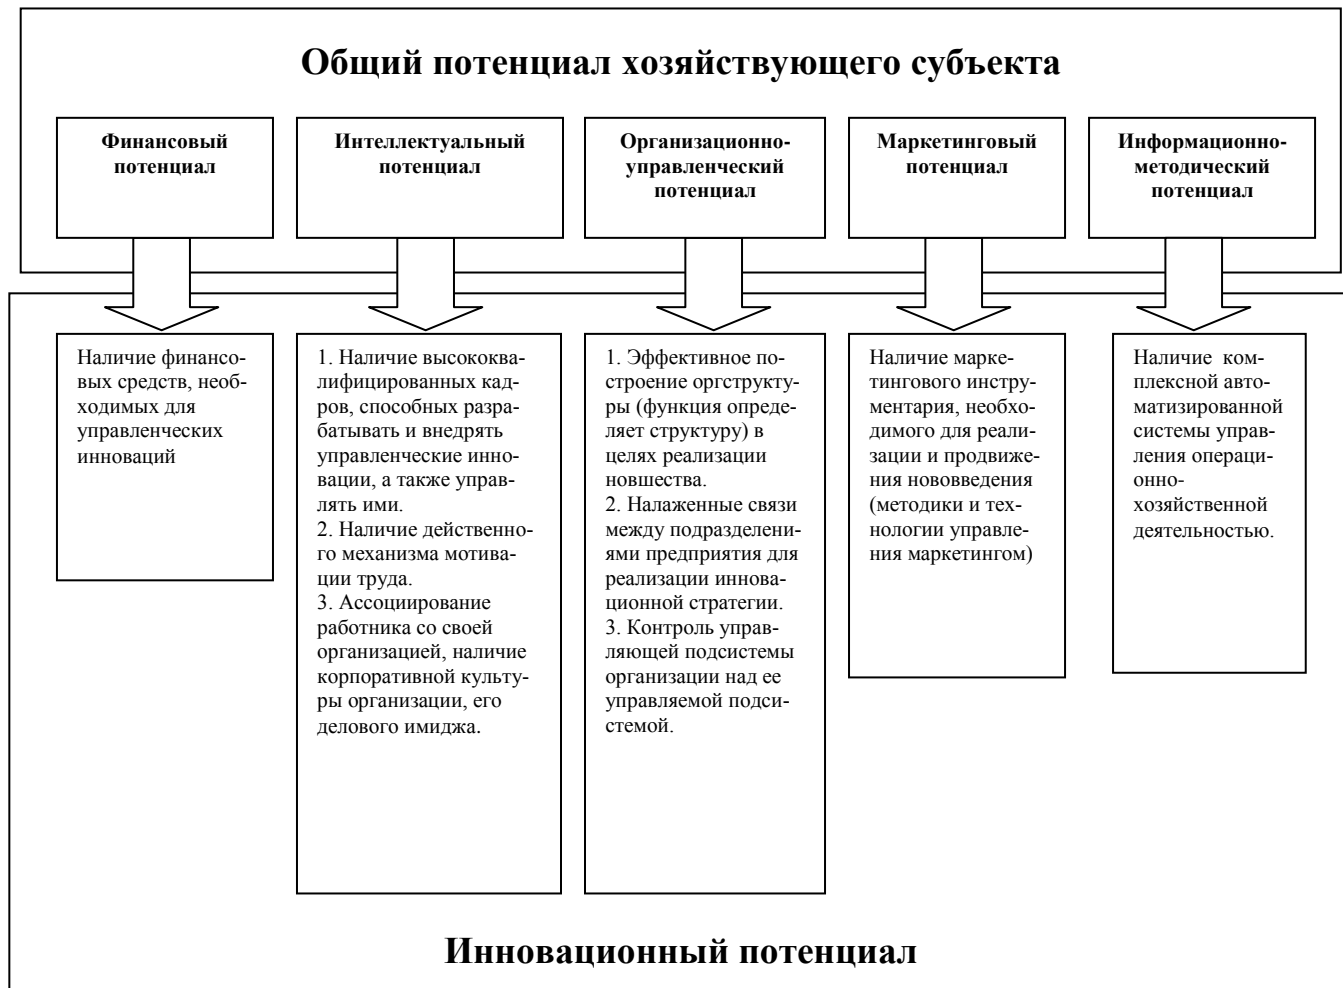 Общий потенциал хозяйствующего субъекта
Финансовый
потенциал
Интеллектуальный
потенциал
Организационно-
управленческий
потенциал
Маркетинговый
потенциал
Информационно-
методический
потенциал
Наличие финансо-
вых средств, необ-
ходимых для
управленческих
инноваций
1. Наличие высококва-
лифицированных кад-
ров, способных разра-
батывать и внедрять
управленческие инно-
вации, а также управ-
лять ими.
2. Наличие действенно-
го механизма мотива-
ции труда.
3. Ассоциирование
работника со своей
организацией, наличие
корпоративной культу-
ры организации, его
делового имиджа.
1. Эффективное по-
строение оргструкту-
ры (функция опреде-
ляет структуру) в
целях реализации
новшества.
2. Налаженные связи
между подразделени-
ями предприятия для
реализации иннова-
ционной стратегии.
3. Контроль управ-
ляющей подсистемы
организации над ее
управляемой подси-
стемой.
Наличие марке-
тингового инстру-
ментария, необхо-
димого для реали-
зации и продвиже-
ния нововведения
(методики и тех-
нологии управле-
ния маркетингом)
Наличие ком-
плексной авто-
матизированной
системы управ-
ления операци-
онно-
хозяйственной
деятельностью.
Инновационный потенциал